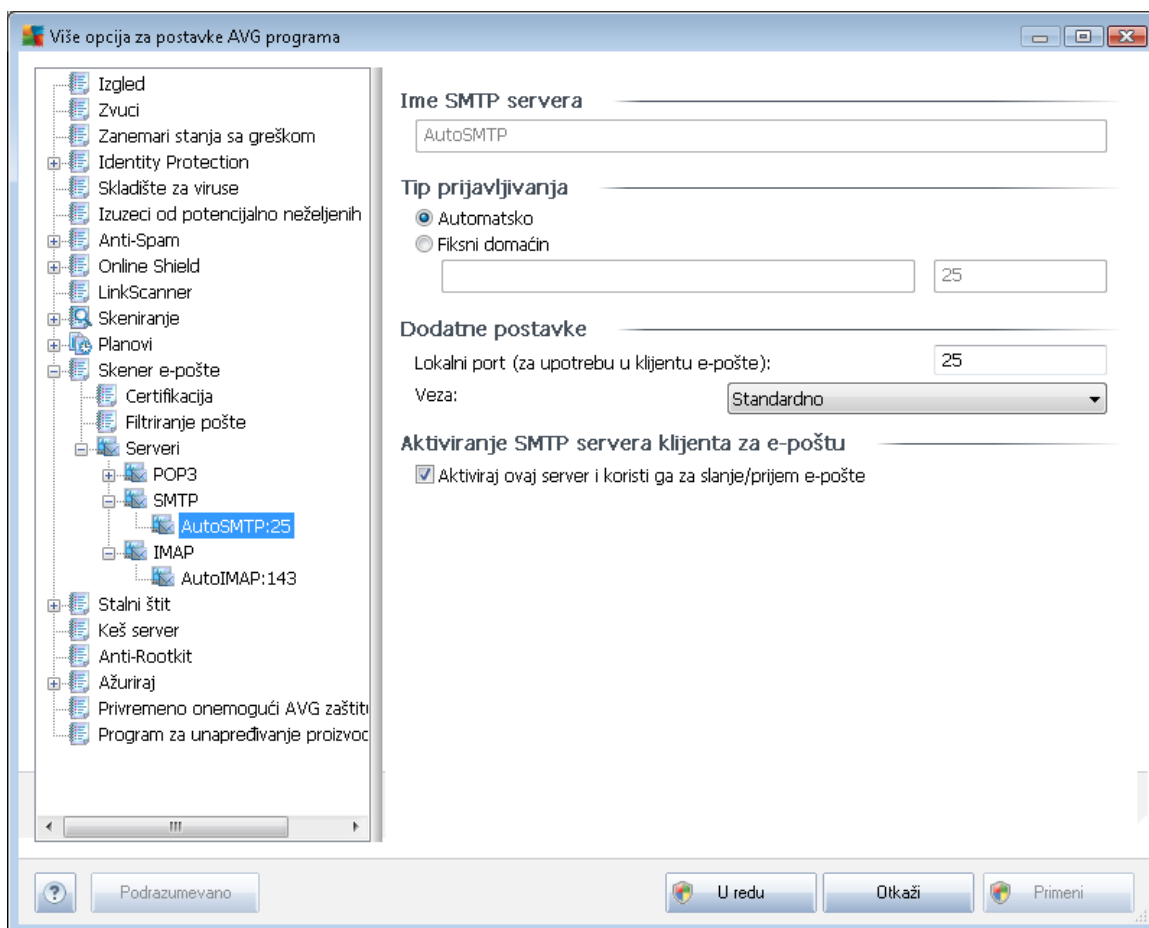 Više opcija za postavke AVG programa
Izgled
Zvuci
Zanemari stanja sa greškom
Identity Protection
Skladište za viruse
Izuzeci od potencijalno neželjenih
Anti-Spam
Online Shield
LinkScanner
Skeniranje
Planovi
Skener e-pošte
Certifikacija
Filtriranje pošte
Serveri
POP3
SMTP
AutoSMTP:25
IMAP
AutoIMAP:143
Stalni štit
Keš server
Anti-Rootkit
Ažuriraj
Privremeno onemogući AVG zaštitu
Program za unapređivanje proizvoc
Ime SMTP servera
AutoSMTP
Tip prijavljivanja
Automatsko
Fiksni domaćin
25
Dodatne postavke
Lokalni port (za upotrebu u klijentu e-pošte): 25
Veza: Standardno
Aktiviranje SMTP servera klijenta za e-poštu
Aktiviraj ovaj server i koristi ga za slanje/prijem e-pošte
? Podrazumevano U redu Otkaži Primeni